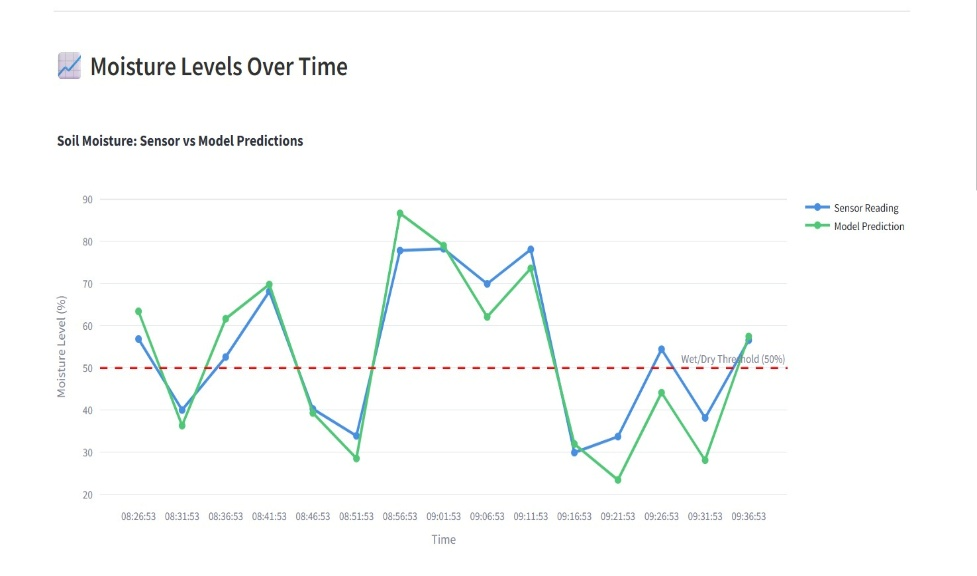 Moisture Levels Over Time
Soil Moisture: Sensor vs Model Predictions
90
80
70
60
50
40
30
20
Moisture Level (%)
Sensor Reading
Model Prediction
Wet/Dry Threshold (50%)
08:26:53 08:31:53 08:36:53 08:41:53 08:46:53 08:51:53 08:56:53 09:01:53 09:06:53 09:11:53 09:16:53 09:21:53 09:26:53 09:31:53 09:36:53
Time